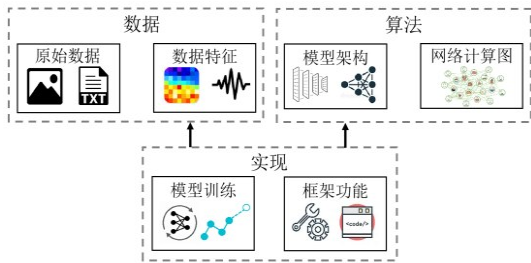 数据
算法
原始数据
数据特征
模型架构
网络计算图
TXT
实现
模型训练
框架功能
<code/>